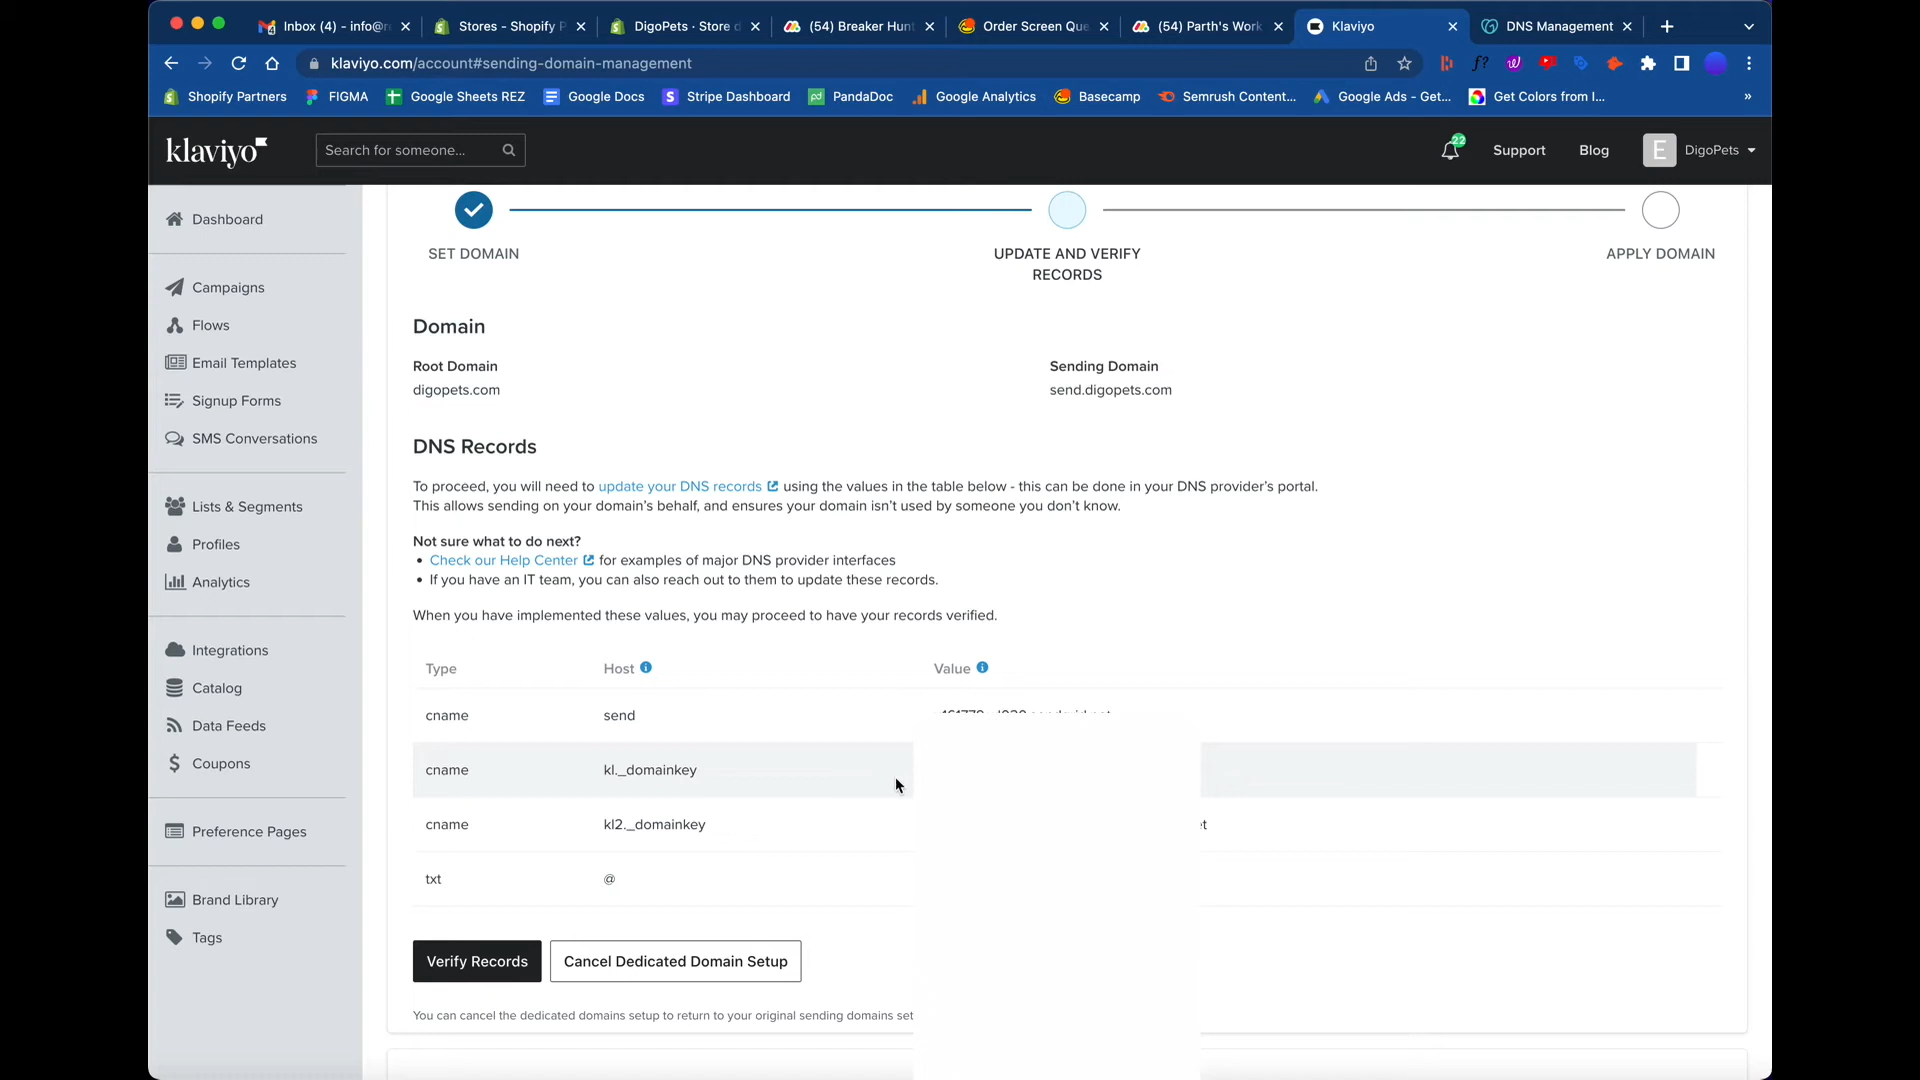 Inbox (4) - info@r
Stores - Shopify P
DigoPets · Store d
(54) Breaker Hunt
Order Screen Que
(54) Parth's Work
Klaviyo
DNS Management
klaviyo.com/account#sending-domain-management
Shopify Partners
FIGMA
Google Sheets REZ
Google Docs
Stripe Dashboard
PandaDoc
Google Analytics
Basecamp
Semrush Content...
Google Ads - Get...
Get Colors from I...
»
klaviyo
Search for someone...
22
Support
Blog
E
DigoPets
Dashboard
Campaigns
Flows
Email Templates
Signup Forms
SMS Conversations
Lists & Segments
Profiles
Analytics
Integrations
Catalog
Data Feeds
Coupons
Preference Pages
Brand Library
Tags
SET DOMAIN
UPDATE AND VERIFY
RECORDS
APPLY DOMAIN
Domain
Root Domain
Sending Domain
digopets.com
send.digopets.com
DNS Records
To proceed, you will need to update your DNS records using the values in the table below - this can be done in your DNS provider's portal.
This allows sending on your domain's behalf, and ensures your domain isn't used by someone you don't know.
Not sure what to do next?
• Check our Help Center for examples of major DNS provider interfaces
• If you have an IT team, you can also reach out to them to update these records.
When you have implemented these values, you may proceed to have your records verified.
Type Host Value
cname send
cname kl._domainkey
cname kl2._domainkey
txt @
Verify Records
Cancel Dedicated Domain Setup
You can cancel the dedicated domains setup to return to your original sending domains set